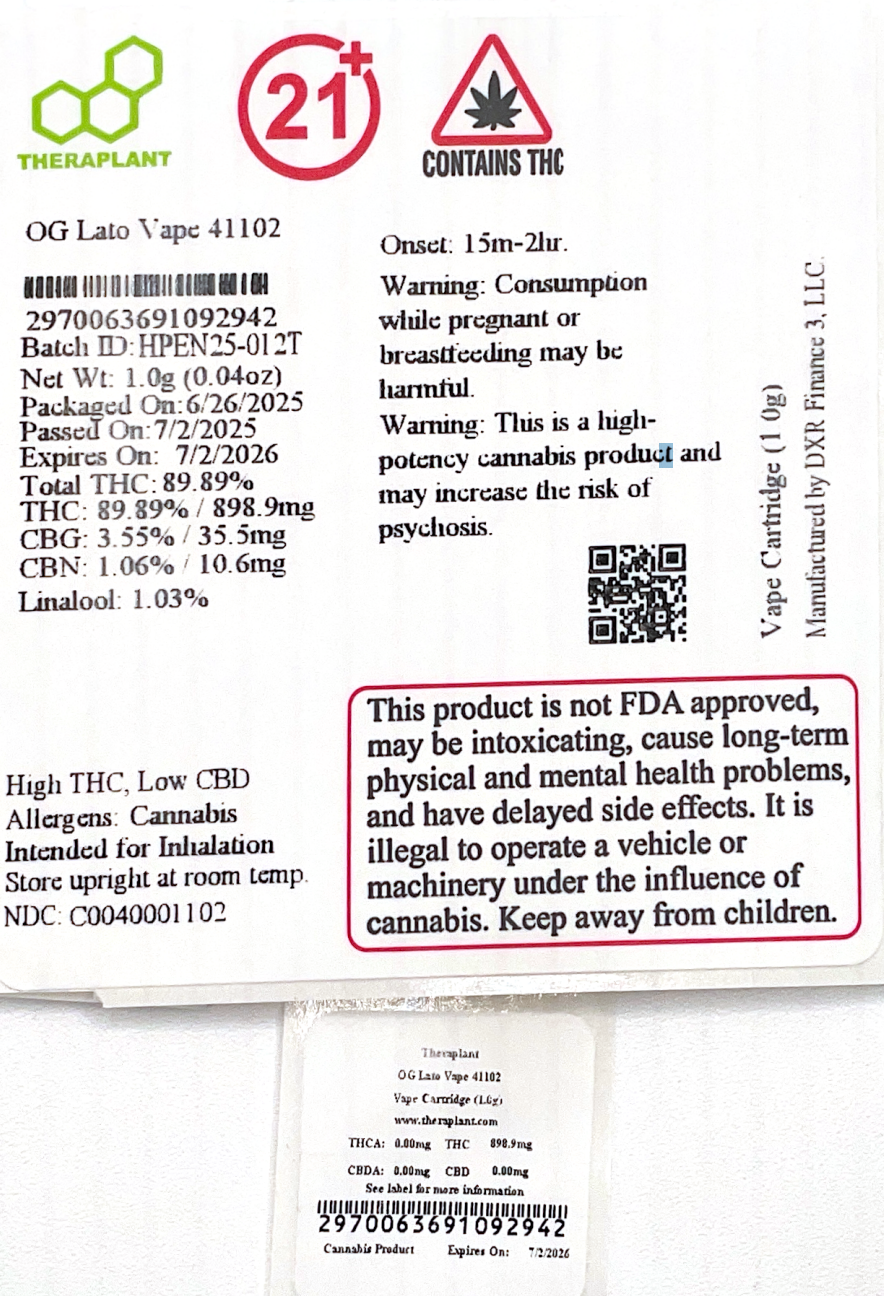 THERAPLANT
21+
CONTAINS THC
OG Lato Vape 41102
2970063691092942
Batch ID: HPEN25-012T
Net Wt: 1.0g (0.04oz)
Packaged On:6/26/2025
Passed On:7/2/2025
Expires On: 7/2/2026
Total THC: 89.89%
THC: 89.89% / 898.9mg
CBG: 3.55% / 35.5mg
CBN: 1.06% / 10.6mg
Linalool: 1.03%
High THC, Low CBD
Allergens: Cannabis
Intended for Inhalation
Store upright at room temp.
NDC: C0040001102
Onset: 15m-2hr.
Warning: Consumption
while pregnant or
breastfeeding may be
harmful.
Warning: This is a high-
potency cannabis product and
may increase the risk of
psychosis.
Vape Cartridge (1 0g)
Manufactured by DXR Finance 3, LLC.
This product is not FDA approved,
may be intoxicating, cause long-term
physical and mental health problems,
and have delayed side effects. It is
illegal to operate a vehicle or
machinery under the influence of
cannabis. Keep away from children.
Theraplant
OG Lato Vape 41102
Vape Cartridge (1.0g)
www.theraplant.com
THCA: 0.00mg THC 898.9mg
CBDA: 0.00mg CBD 0.00mg
See label for more information
2970063691092942
Cannabis Product Expires On: 7/2/2026